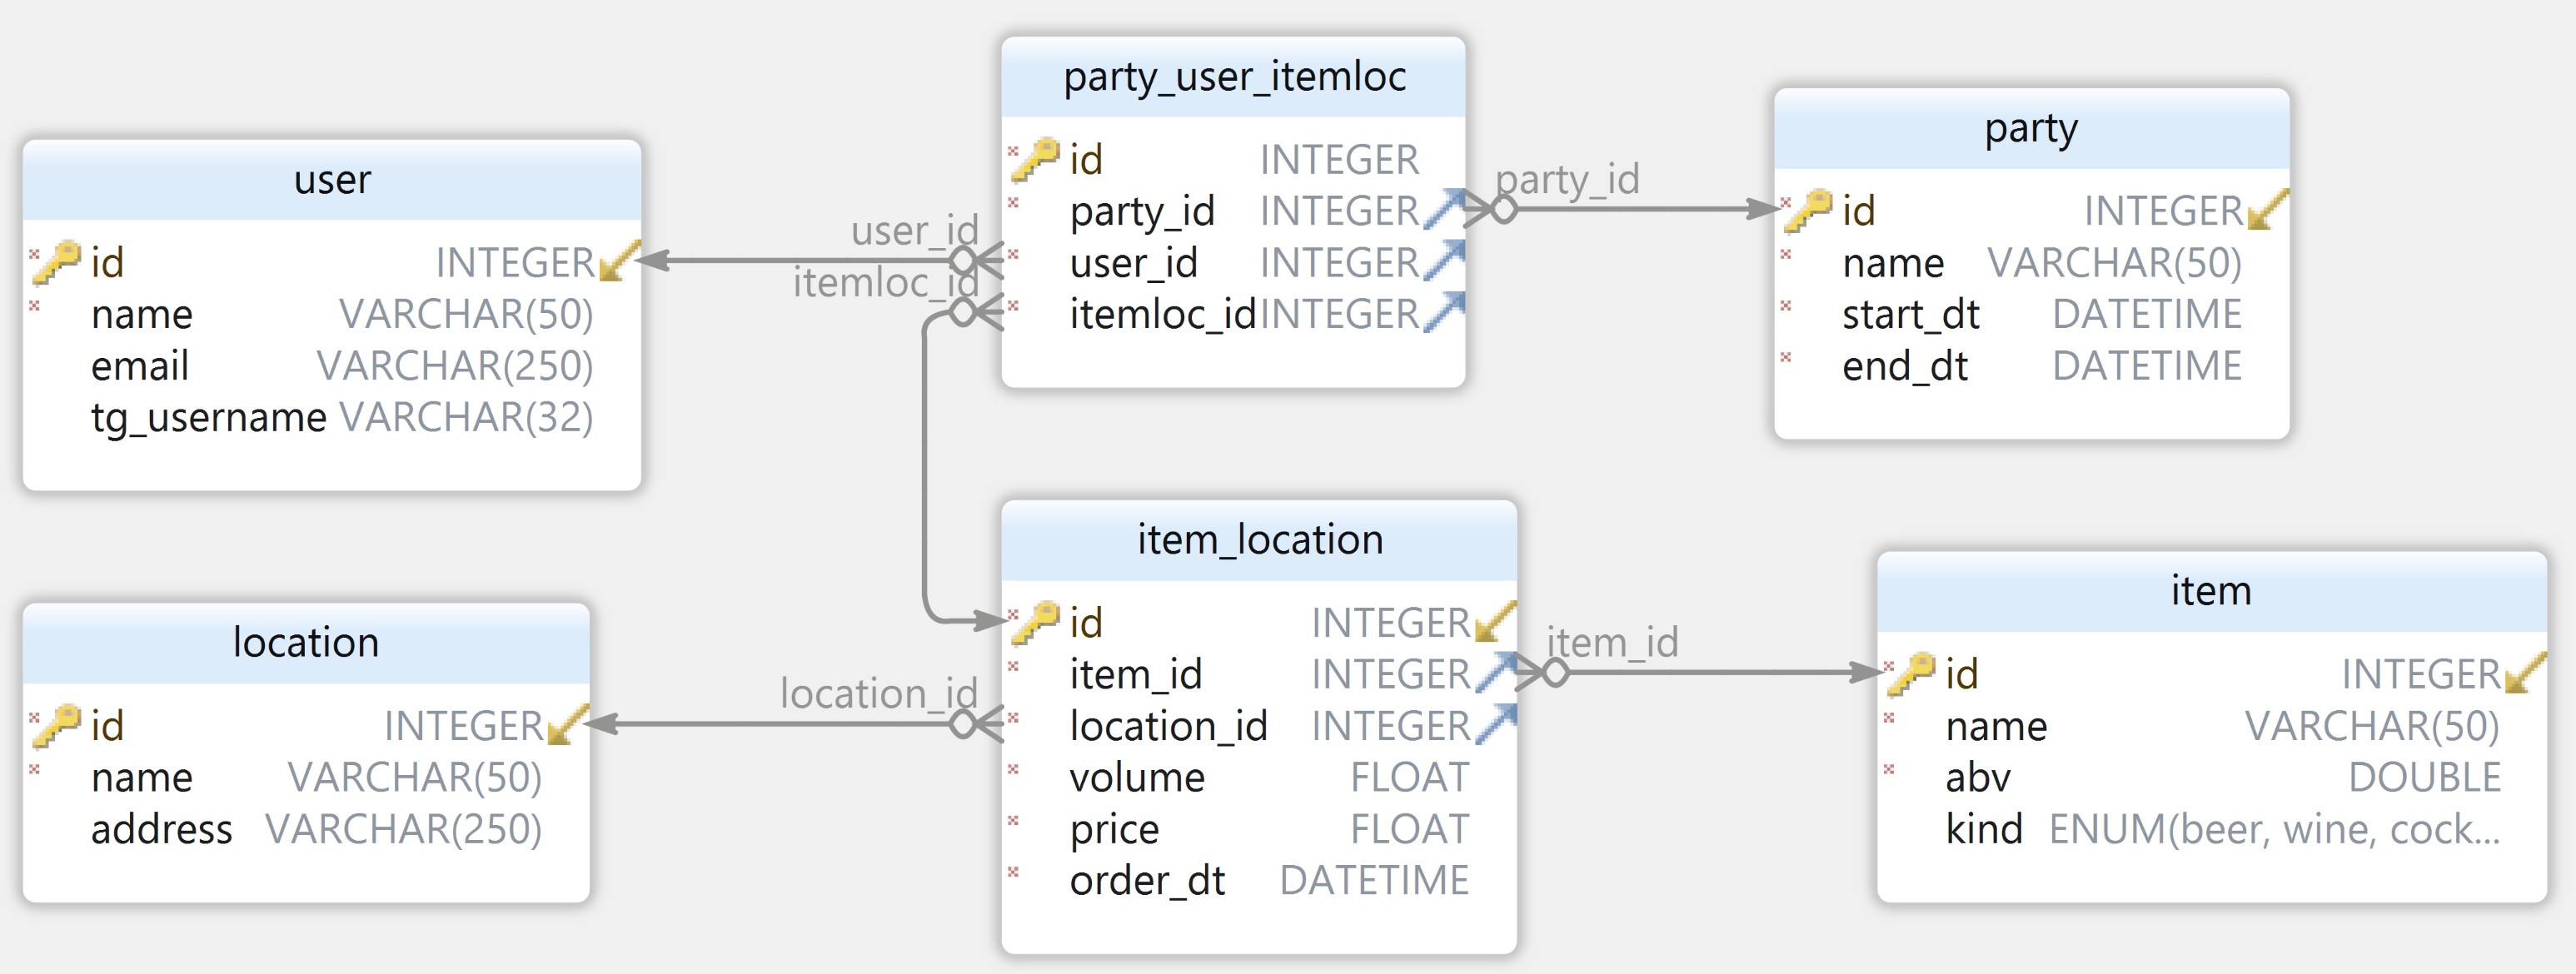 user
id INTEGER
name VARCHAR(50)
email VARCHAR(250)
tg_username VARCHAR(32)
user_id
itemloc_id
party_user_itemloc
id INTEGER
party_id INTEGER
user_id INTEGER
itemloc_id INTEGER
party_id
party
id INTEGER
name VARCHAR(50)
start_dt DATETIME
end_dt DATETIME
location
id INTEGER
name VARCHAR(50)
address VARCHAR(250)
location_id
item_location
id INTEGER
item_id INTEGER
location_id INTEGER
volume FLOAT
price FLOAT
order_dt DATETIME
item_id
item
id INTEGER
name VARCHAR(50)
abv DOUBLE
kind ENUM(beer, wine, cock...